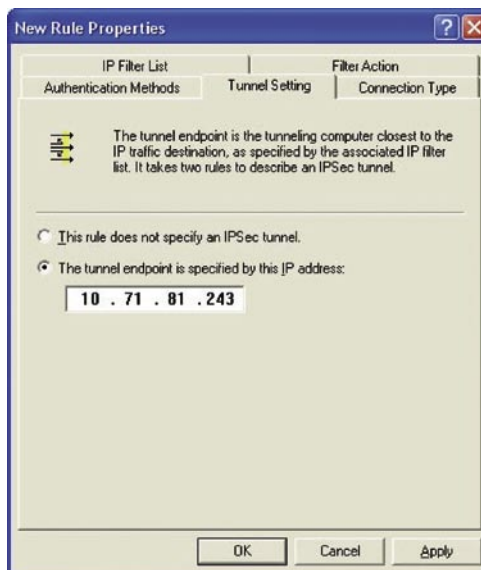 New Rule Properties
IP Filter List
Filter Action
Authentication Methods
Tunnel Setting
Connection Type
The tunnel endpoint is the tunneling computer closest to the
IP traffic destination, as specified by the associated IP filter
list. It takes two rules to describe an IPSec tunnel.
This rule does not specify an IPSec tunnel.
The tunnel endpoint is specified by this IP address:
10 . 71 . 81 . 243
OK
Cancel
Apply